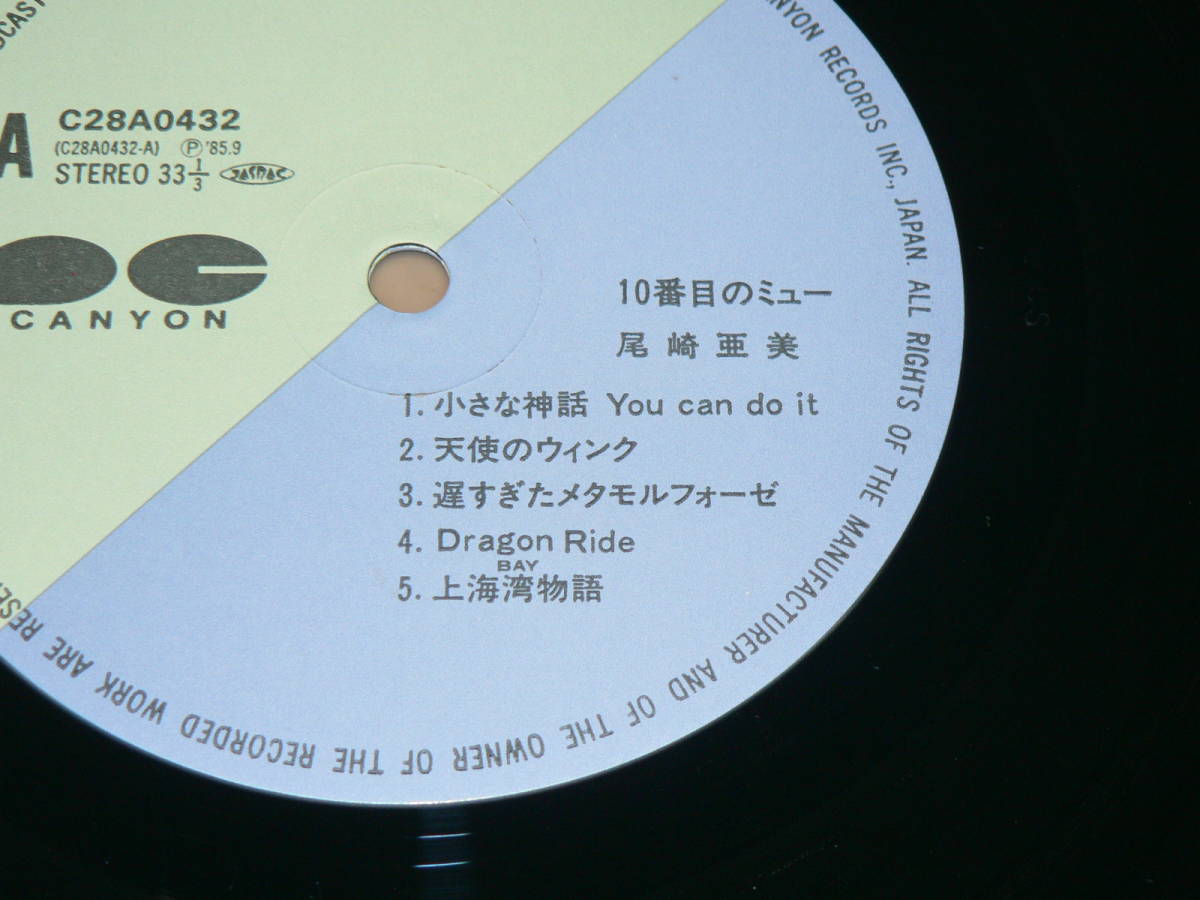 A
C28A0432
(C28A0432-A) Ⓟ'85.9
STEREO 33 1/3 JASRAC
CANYON
10番目のミュー
尾崎亜美
1. 小さな神話 You can do it
2. 天使のウィンク
3. 遅すぎたメタモルフォーゼ
4. Dragon Ride
BAY
5. 上海湾物語
CANYON RECORDS INC., JAPAN. ALL RIGHTS OF THE MANUFACTURER AND OF THE OWNER OF THE RECORDED WORK ARE RESE